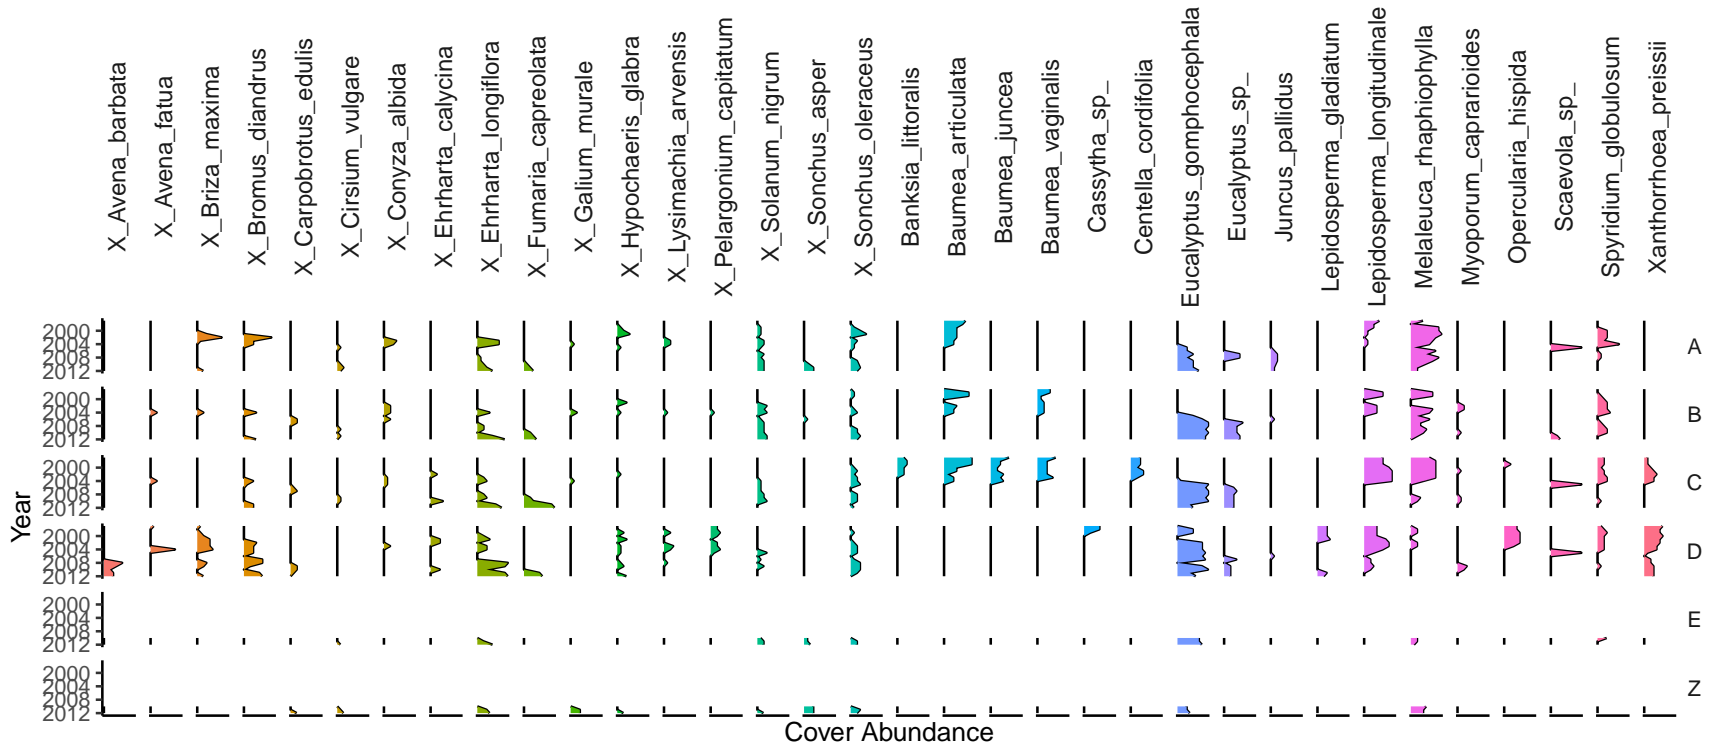 X_Avena_barbata
X_Avena_fatua
X_Briza_maxima
X_Bromus_diandrus
X_Carpobrotus_edulis
X_Cirsium_vulgare
X_Conyza_albida
X_Ehrharta_calycina
X_Ehrharta_longiflora
X_Fumaria_capreolata
X_Galium_murale
X_Hypochaeris_glabra
X_Lysimachia_arvensis
X_Pelargonium_capitatum
X_Solanum_nigrum
X_Sonchus_asper
X_Sonchus_oleraceus
Banksia_littoralis
Baumea_articulata
Baumea_juncea
Baumea_vaginalis
Cassytha_sp_
Centella_cordifolia
Eucalyptus_gomphocephala
Eucalyptus_sp_
Juncus_pallidus
Lepidosperma_gladiatum
Lepidosperma_longitudinale
Melaleuca_rhaphiophylla
Myoporum_caprarioides
Opercularia_hispida
Scaevola_sp_
Spyridium_globulosum
Xanthorrhoea_preissii
Year
2000
2004
2008
2012
A
2000
2004
2008
2012
B
2000
2004
2008
2012
C
2000
2004
2008
2012
D
2000
2004
2008
2012
E
2000
2004
2008
2012
Z
Cover Abundance